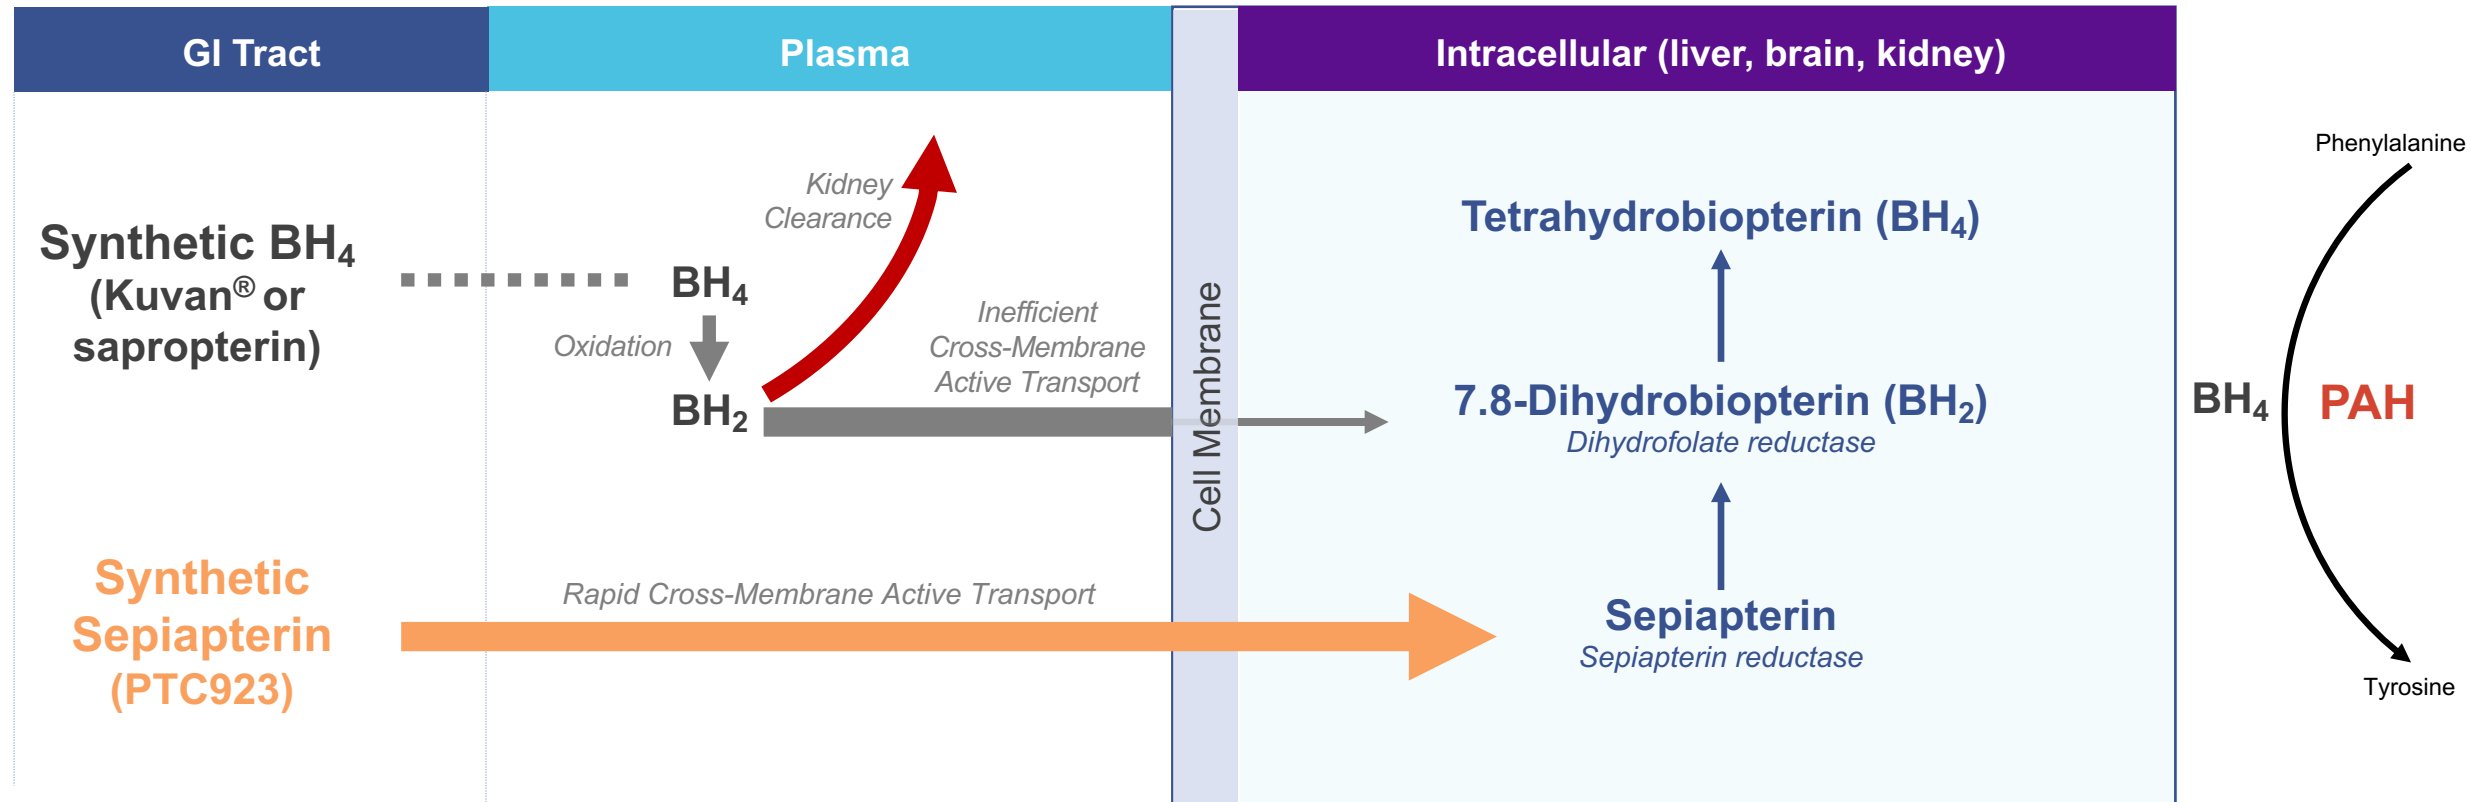 GI Tract
Plasma
Intracellular (liver, brain, kidney)
Synthetic BH₄
(Kuvan® or
sapropterin)
Kidney
Clearance
BH₄
Oxidation
BH₂
Inefficient
Cross-Membrane
Active Transport
Cell Membrane
Tetrahydrobiopterin (BH₄)
7.8-Dihydrobiopterin (BH₂)
Dihydrofolate reductase
Synthetic
Sepiapterin
(PTC923)
Rapid Cross-Membrane Active Transport
Sepiapterin
Sepiapterin reductase
Phenylalanine
BH₄
PAH
Tyrosine